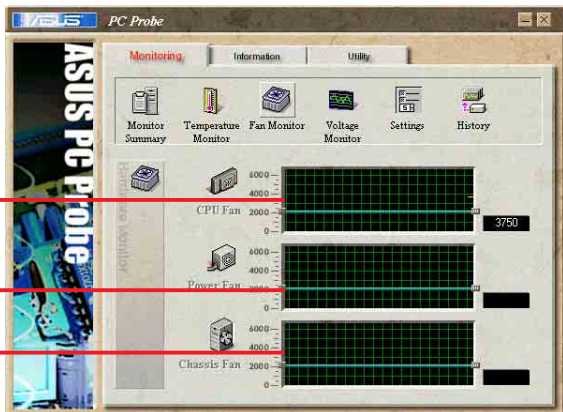 ASUS PC Probe
Monitoring Information Utility
Monitor Summary
Temperature Monitor
Fan Monitor
Voltage Monitor
Settings
History
ASUS PC Probe
Hardware Monitor
6000
4000
CPU Fan 2000
0
3750
6000
4000
Power Fan 2000
0
6000
4000
Chassis Fan 2000
0